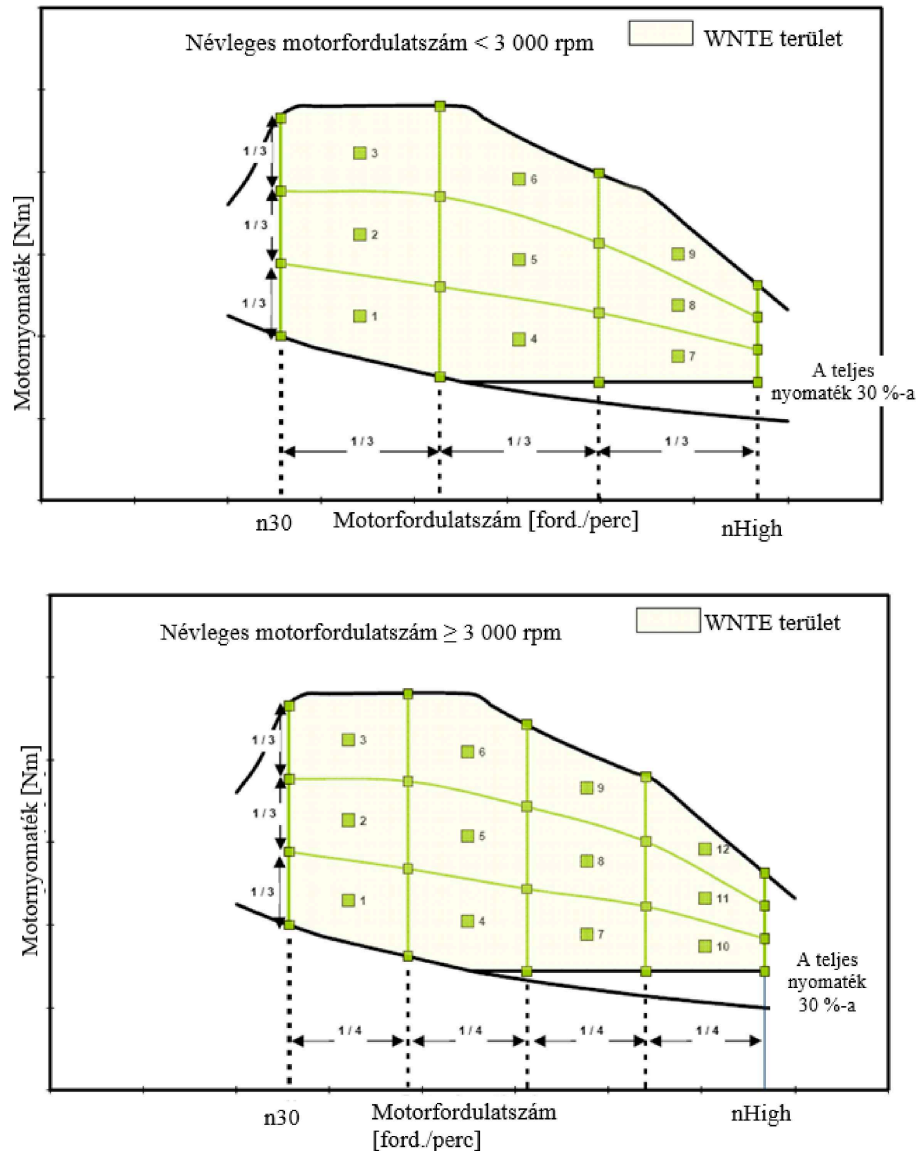 Névleges motorfordulatszám < 3 000 rpm
WNTE terület
Motornyomaték [Nm]
1 / 3
1 / 3
1 / 3
3
6
2
5
9
8
1
4
7
A teljes
nyomaték 30 %-a
1 / 3
1 / 3
1 / 3
n30
Motorfordulatszám [ford./perc]
nHigh
Névleges motorfordulatszám ≥ 3 000 rpm
WNTE terület
Motornyomaték [Nm]
1 / 3
1 / 3
1 / 3
3
6
9
2
5
8
12
11
1
4
7
10
A teljes
nyomaték
30 %-a
1 / 4
1 / 4
1 / 4
1 / 4
n30
Motorfordulatszám
[ford./perc]
nHigh